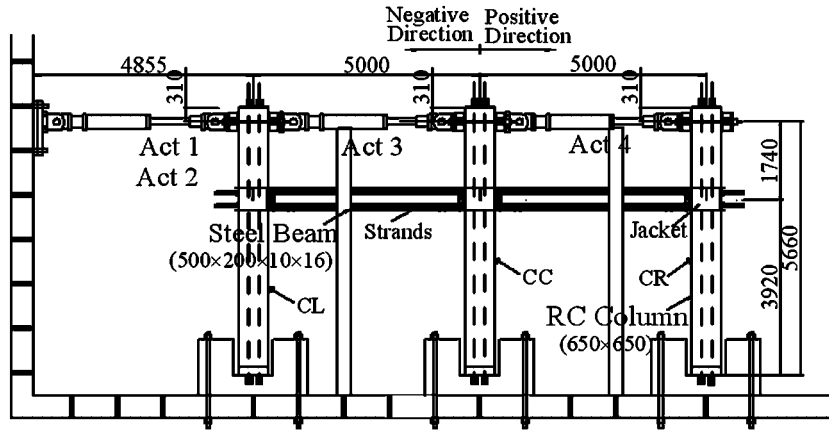 Negative Direction
Positive Direction
4855
5000
5000
310
310
310
Act 1
Act 2
Act 3
Act 4
1740
3920
5660
Steel Beam
(500×200×10×16)
Strands
Jacket
CL
CC
CR
RC Column
(650×650)